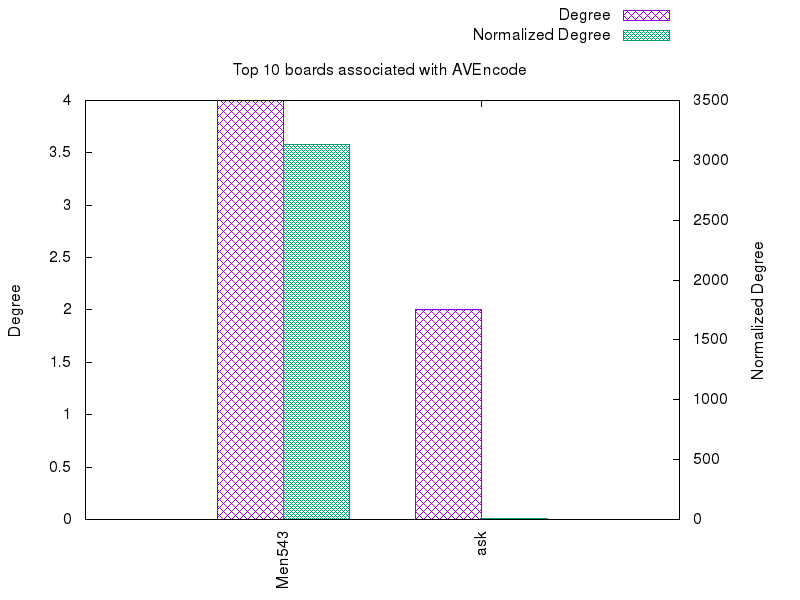 Degree
Normalized Degree
Top 10 boards associated with AVEncode
4
3.5
3
2.5
2
1.5
1
0.5
0
Degree
3500
3000
2500
2000
1500
1000
500
0
Normalized Degree
Men543
ask